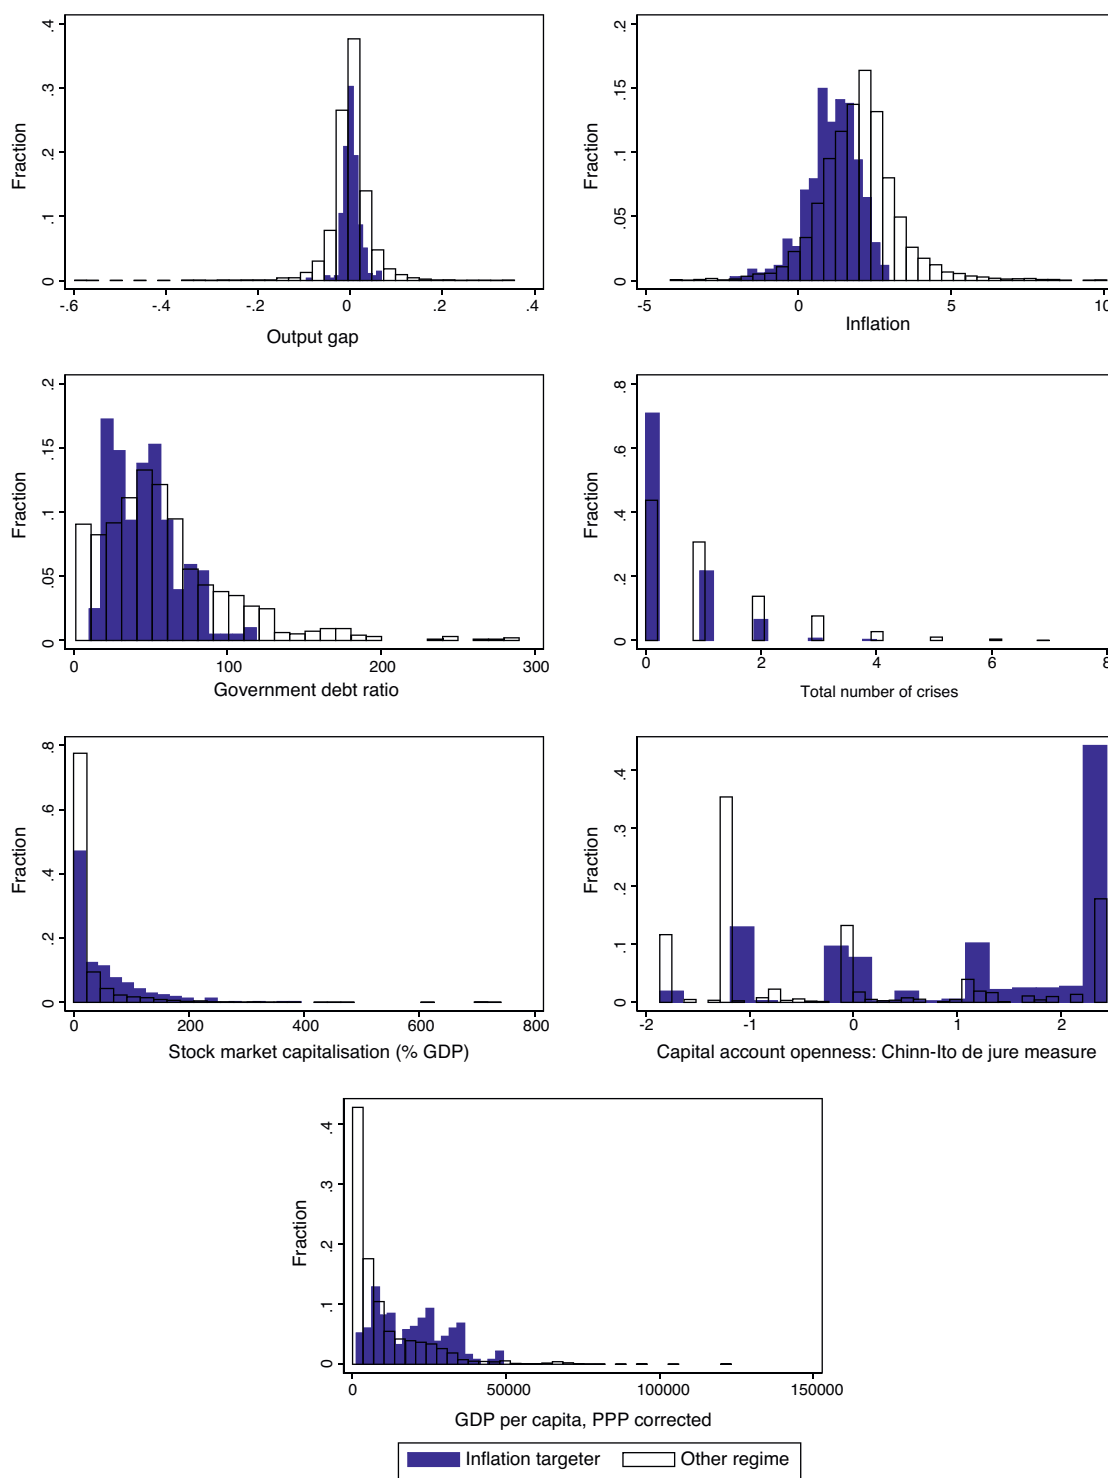 .4
.3
.2
.1
0
Fraction
-.6 -.4 -.2 0 .2 .4
Output gap
.2
.15
.1
.05
0
Fraction
-5 0 5 10
Inflation
.2
.15
.1
.05
0
Fraction
0 100 200 300
Government debt ratio
.8
.6
.4
.2
0
Fraction
0 2 4 6 8
Total number of crises
.8
.6
.4
.2
0
Fraction
0 200 400 600 800
Stock market capitalisation (% GDP)
.4
.3
.2
.1
0
Fraction
-2 -1 0 1 2
Capital account openness: Chinn-Ito de jure measure
.4
.3
.2
.1
0
Fraction
0 50000 100000 150000
GDP per capita, PPP corrected
Inflation targeter Other regime